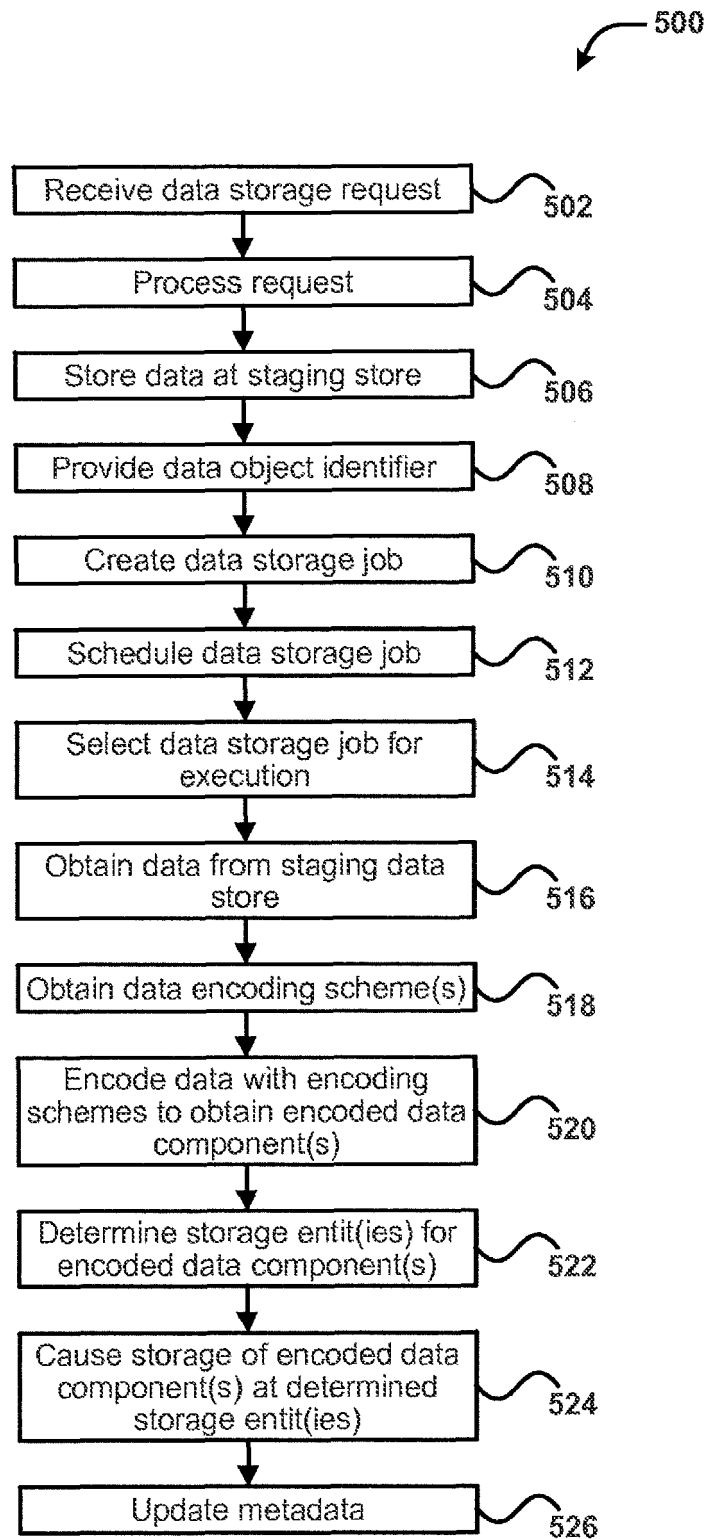 500
Receive data storage request
502
Process request
504
Store data at staging store
506
Provide data object identifier
508
Create data storage job
510
Schedule data storage job
512
Select data storage job for
execution
514
Obtain data from staging data
store
516
Obtain data encoding scheme(s)
518
Encode data with encoding
schemes to obtain encoded data
component(s)
520
Determine storage entit(ies) for
encoded data component(s)
522
Cause storage of encoded data
component(s) at determined
storage entit(ies)
524
Update metadata
526